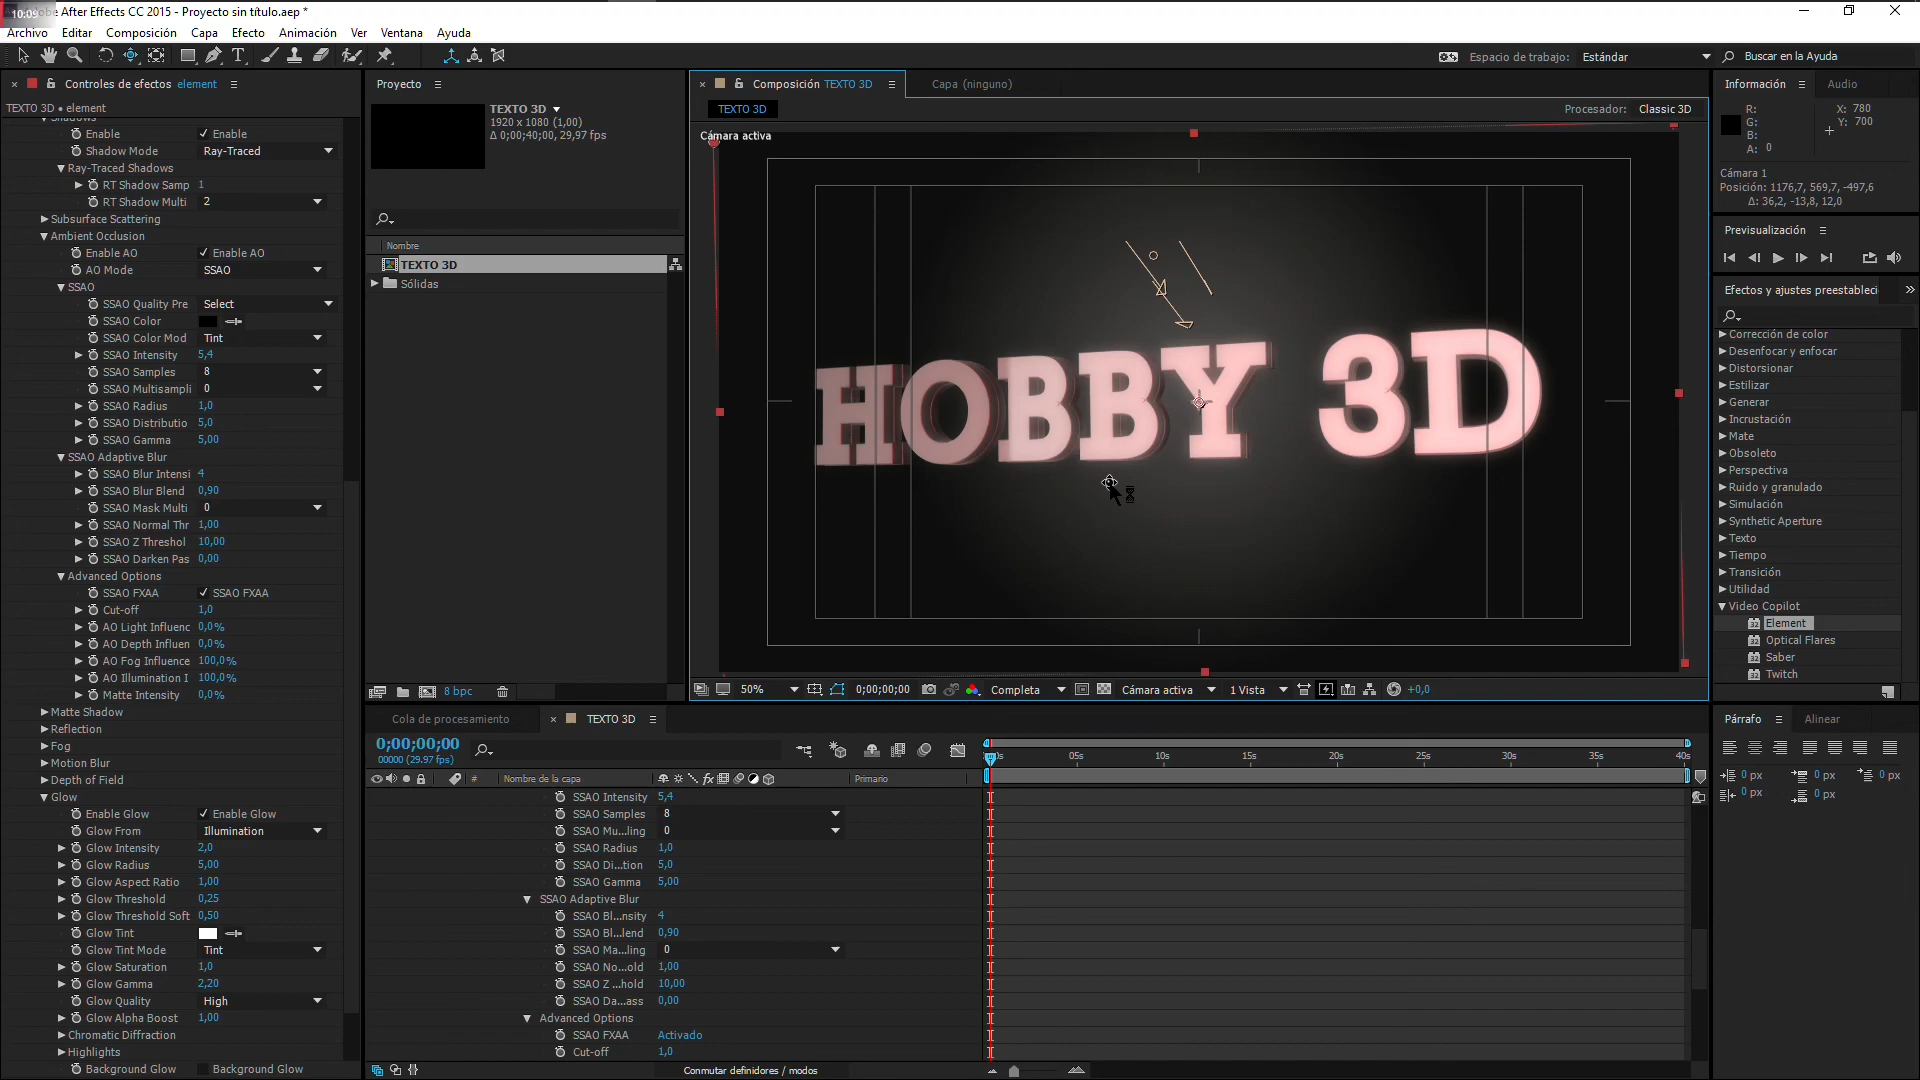 10:09
be After Effects CC 2015 - Proyecto sin título.aep *
Archivo Editar Composición Capa Efecto Animación Ver Ventana Ayuda
Espacio de trabajo: Estándar Buscar en la Ayuda
Controles de efectos element
TEXTO 3D • element
Shadows
Enable Enable
Shadow Mode Ray-Traced
Ray-Traced Shadows
RT Shadow Samp 1
RT Shadow Multi 2
Subsurface Scattering
Ambient Occlusion
Enable AO Enable AO
AO Mode SSAO
SSAO
SSAO Quality Pre Select
SSAO Color
SSAO Color Mod Tint
SSAO Intensity 5,4
SSAO Samples 8
SSAO Multisampli 0
SSAO Radius 1,0
SSAO Distributio 5,0
SSAO Gamma 5,00
SSAO Adaptive Blur
SSAO Blur Intensi 4
SSAO Blur Blend 0,90
SSAO Mask Multi 0
SSAO Normal Thr 1,00
SSAO Z Threshol 10,00
SSAO Darken Pas 0,00
Advanced Options
SSAO FXAA SSAO FXAA
Cut-off 1,0
AO Light Influenc 0,0%
AO Depth Influen 0,0%
AO Fog Influence 100,0%
AO Illumination I 100,0%
Matte Intensity 0,0%
Matte Shadow
Reflection
Fog
Motion Blur
Depth of Field
Glow
Enable Glow Enable Glow
Glow From Illumination
Glow Intensity 2,0
Glow Radius 5,00
Glow Aspect Ratio 1,00
Glow Threshold 0,25
Glow Threshold Soft 0,50
Glow Tint
Glow Tint Mode Tint
Glow Saturation 1,0
Glow Gamma 2,20
Glow Quality High
Glow Alpha Boost 1,00
Chromatic Diffraction
Highlights
Background Glow Background Glow
Proyecto
TEXTO 3D
1920 x 1080 (1,00)
Δ 0;00;40;00, 29,97 fps
Nombre
TEXTO 3D
Sólidas
8 bpc
Composición TEXTO 3D Capa (ninguno)
TEXTO 3D Procesador: Classic 3D
Cámara activa
HOBBY 3D
50% 0;00;00;00 Completa Cámara activa 1 Vista +0,0
Información Audio
R: X: 780
G: Y: 700
B:
A: 0
Cámara 1
Posición: 1176,7, 569,7, -497,6
Δ: 36,2, -13,8, 12,0
Previsualización
Efectos y ajustes preestableci
Corrección de color
Desenfocar y enfocar
Distorsionar
Estilizar
Generar
Incrustación
Mate
Obsoleto
Perspectiva
Ruido y granulado
Simulación
Synthetic Aperture
Texto
Tiempo
Transición
Utilidad
Video Copilot
32 Element
32 Optical Flares
32 Saber
32 Twitch
Párrafo Alinear
0 px 0 px 0 px
0 px 0 px
Cola de procesamiento TEXTO 3D
0;00;00;00
00000 (29.97 fps)
05s 10s 15s 20s 25s 30s 35s 40s
# Nombre de la capa fx Primario
SSAO Intensity 5,4
SSAO Samples 8
SSAO Mu...ling 0
SSAO Radius 1,0
SSAO Di...tion 5,0
SSAO Gamma 5,00
SSAO Adaptive Blur
SSAO Bl...nsity 4
SSAO Bl...lend 0,90
SSAO Ma...ling 0
SSAO No...old 1,00
SSAO Z ...hold 10,00
SSAO Da...ass 0,00
Advanced Options
SSAO FXAA Activado
Cut-off 1,0
Conmutar definidores / modos